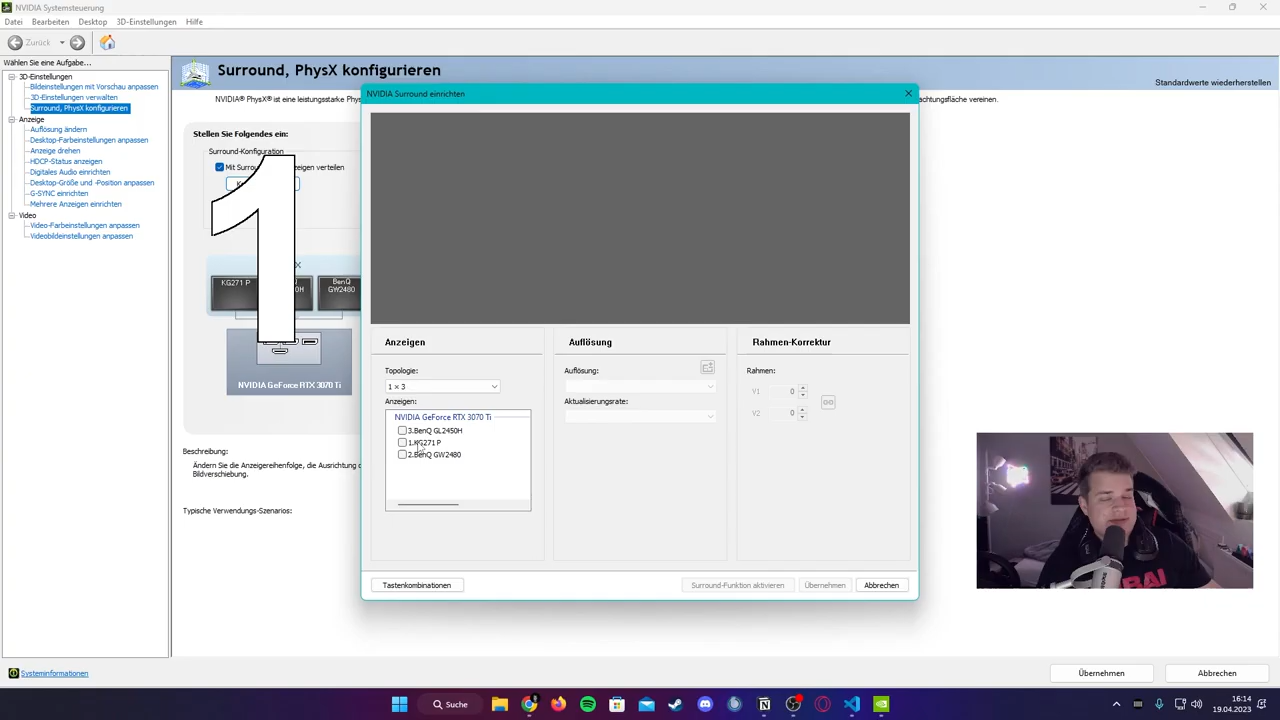 NVIDIA Systemsteuerung
Datei Bearbeiten Desktop 3D-Einstellungen Hilfe
Zurück
Wählen Sie eine Aufgabe...
3D-Einstellungen
Bildeinstellungen mit Vorschau anpassen
3D-Einstellungen verwalten
Surround, PhysX konfigurieren
Anzeige
Auflösung ändern
Desktop-Farbeinstellungen anpassen
Anzeige drehen
HDCP-Status anzeigen
Digitales Audio einrichten
Desktop-Größe und -Position anpassen
G-SYNC einrichten
Mehrere Anzeigen einrichten
Video
Video-Farbeinstellungen anpassen
Videobildeinstellungen anpassen
Systeminformationen
Surround, PhysX konfigurieren
Standardwerte wiederherstellen
NVIDIA® PhysX® ist eine leistungsstarke
Stellen Sie Folgendes ein:
Surround-Konfiguration
Mit
1
KG271 P
BenQ
GW2480
NVIDIA GeForce RTX 3070 Ti
Beschreibung:
Ändern Sie die Anzeigereihenfolge, die Ausrichtung
Bildverschiebung.
Typische Verwendungs-Szenarios:
NVIDIA Surround einrichten
Anzeigen
Topologie:
1 × 3
Anzeigen:
NVIDIA GeForce RTX 3070 Ti
3.BenQ GL2450H
1.KG271 P
2.BenQ GW2480
Auflösung
Auflösung:
Aktualisierungsrate:
Rahmen-Korrektur
Rahmen:
V1 0
V2 0
Tastenkombinationen
Surround-Funktion aktivieren Übernehmen Abbrechen
Übernehmen Abbrechen
Suche
16:14
19.04.2023